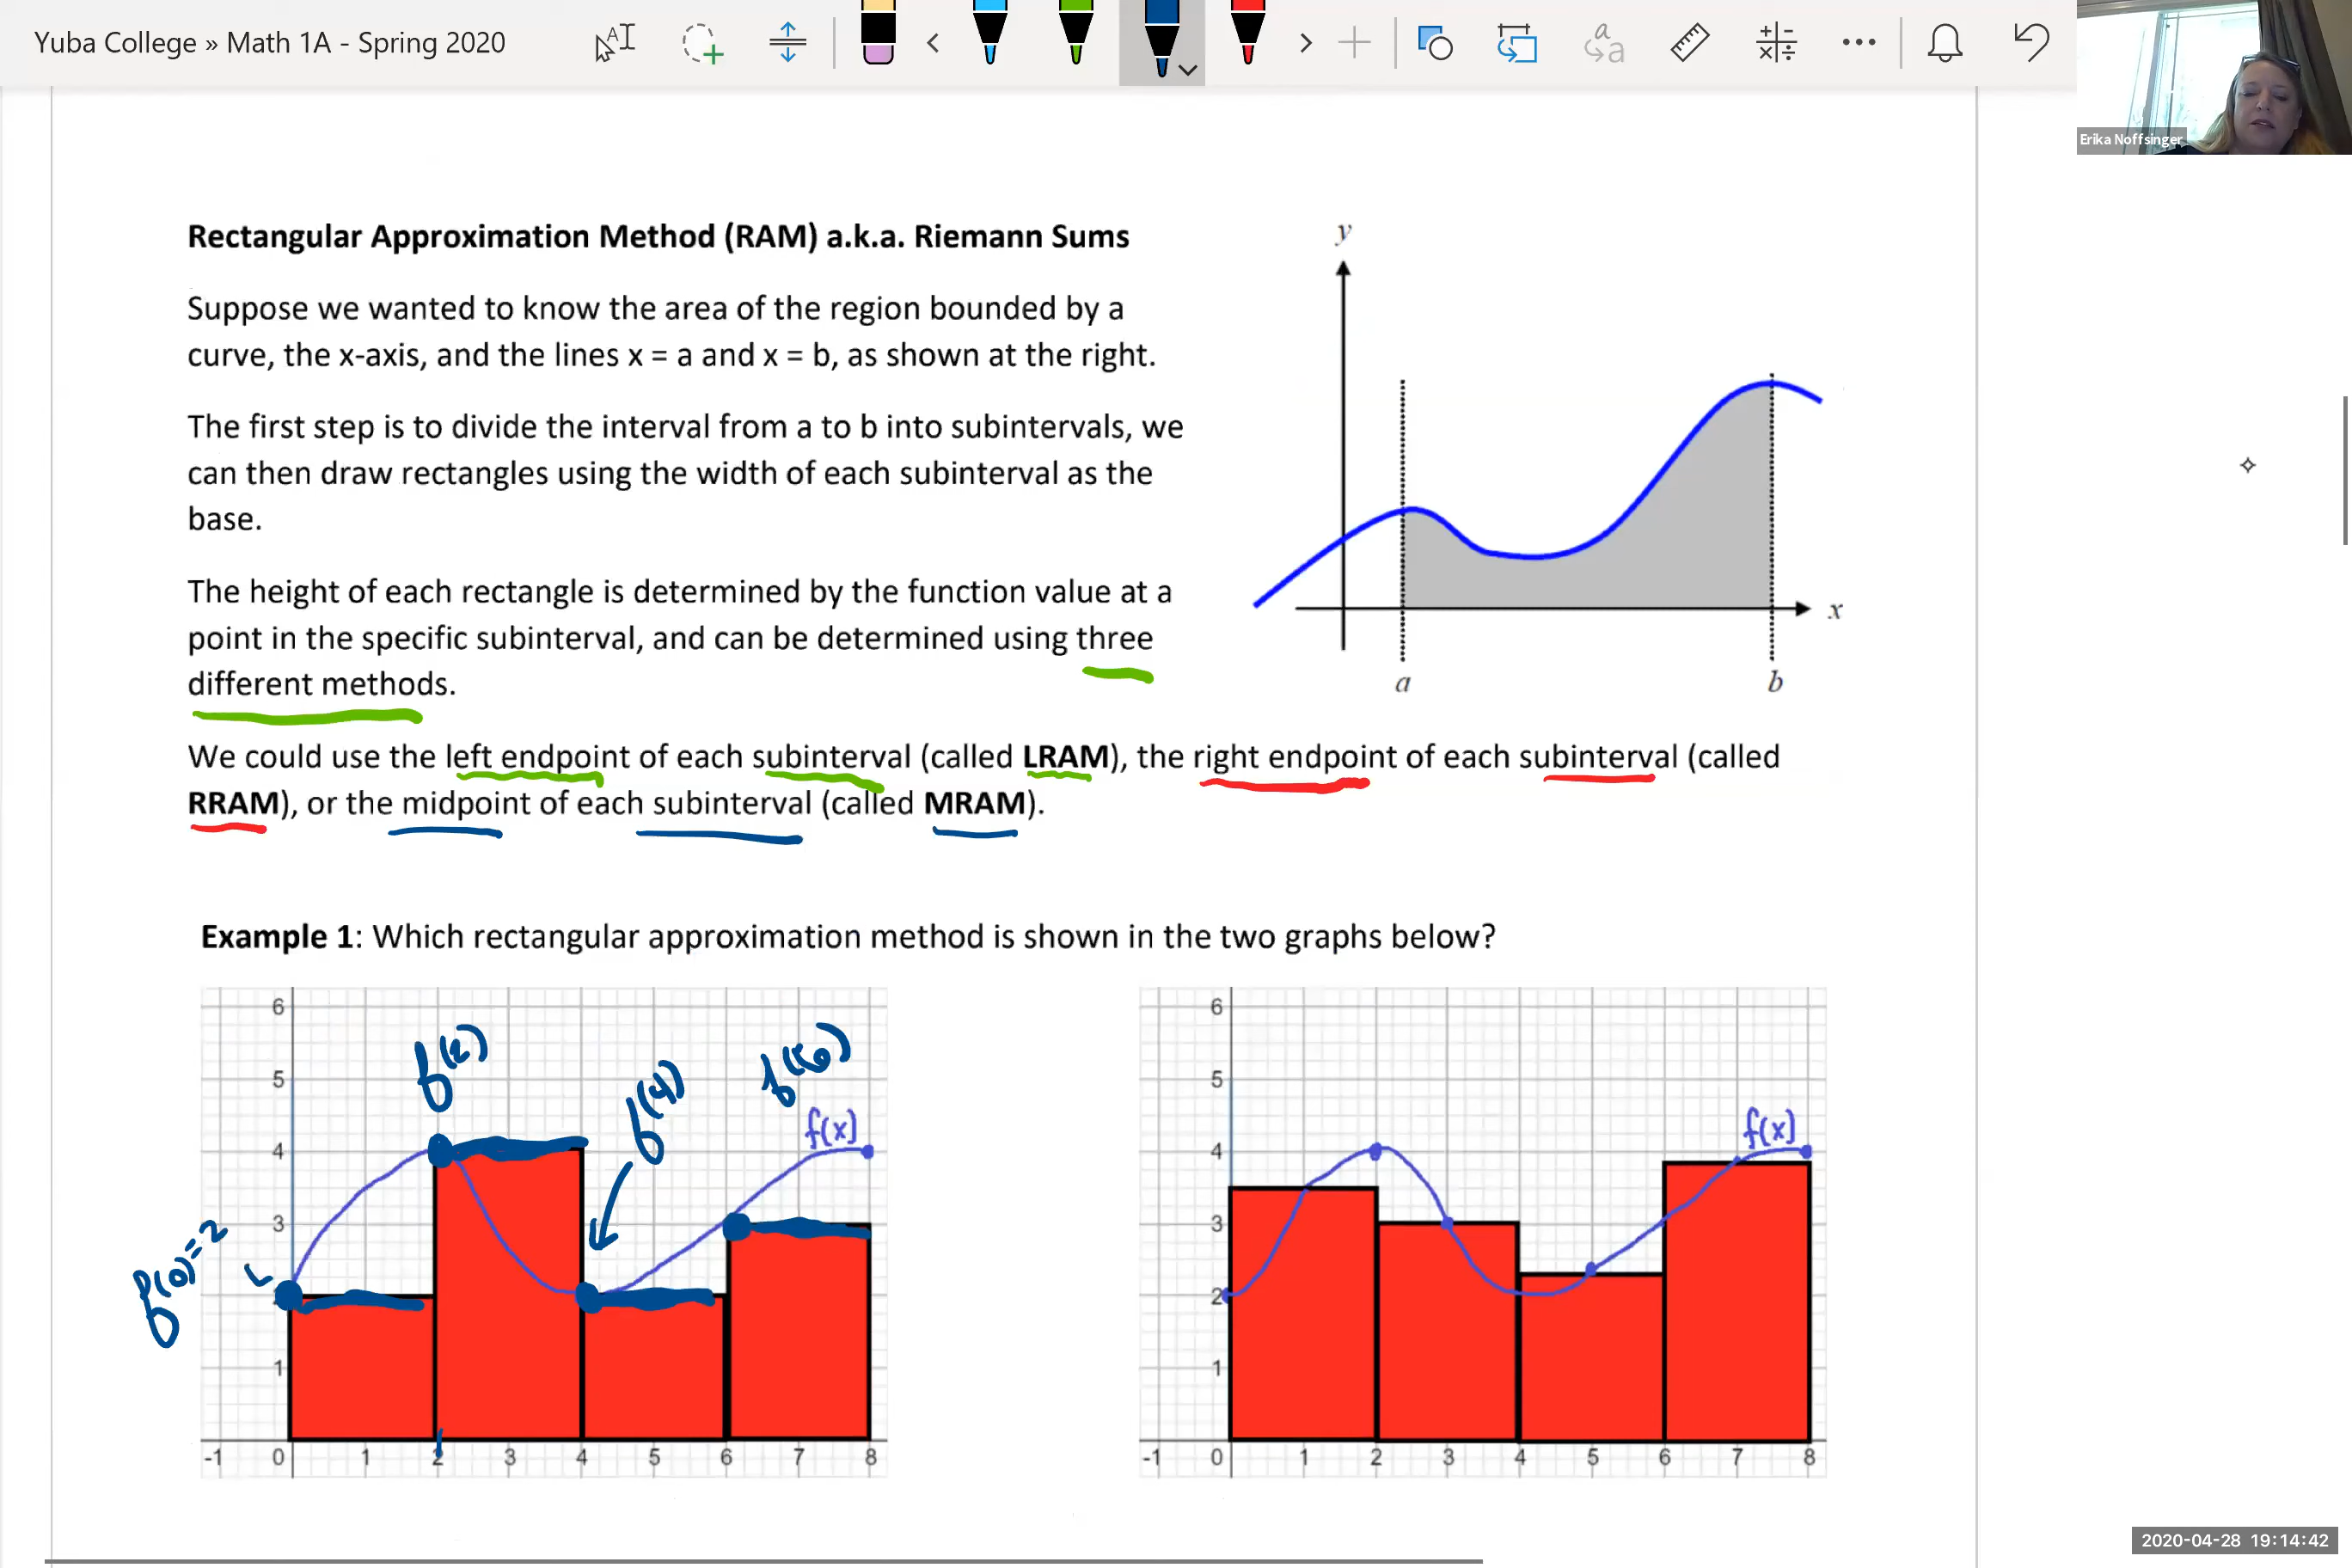 Yuba College » Math 1A - Spring 2020
Erika Noffsinger
Rectangular Approximation Method (RAM) a.k.a. Riemann Sums
Suppose we wanted to know the area of the region bounded by a
curve, the x-axis, and the lines x = a and x = b, as shown at the right.
The first step is to divide the interval from a to b into subintervals, we
can then draw rectangles using the width of each subinterval as the
base.
The height of each rectangle is determined by the function value at a
point in the specific subinterval, and can be determined using three
different methods.
y
x
a
b
We could use the left endpoint of each subinterval (called LRAM), the right endpoint of each subinterval (called
RRAM), or the midpoint of each subinterval (called MRAM).
Example 1: Which rectangular approximation method is shown in the two graphs below?
6
5
4
3
1
-1 0 1 2 3 4 5 6 7 8
f(0)=2
f(2)
f(4)
f(6)
f(x)
6
5
4
3
2
1
-1 0 1 2 3 4 5 6 7 8
f(x)
2020-04-28 19:14:42